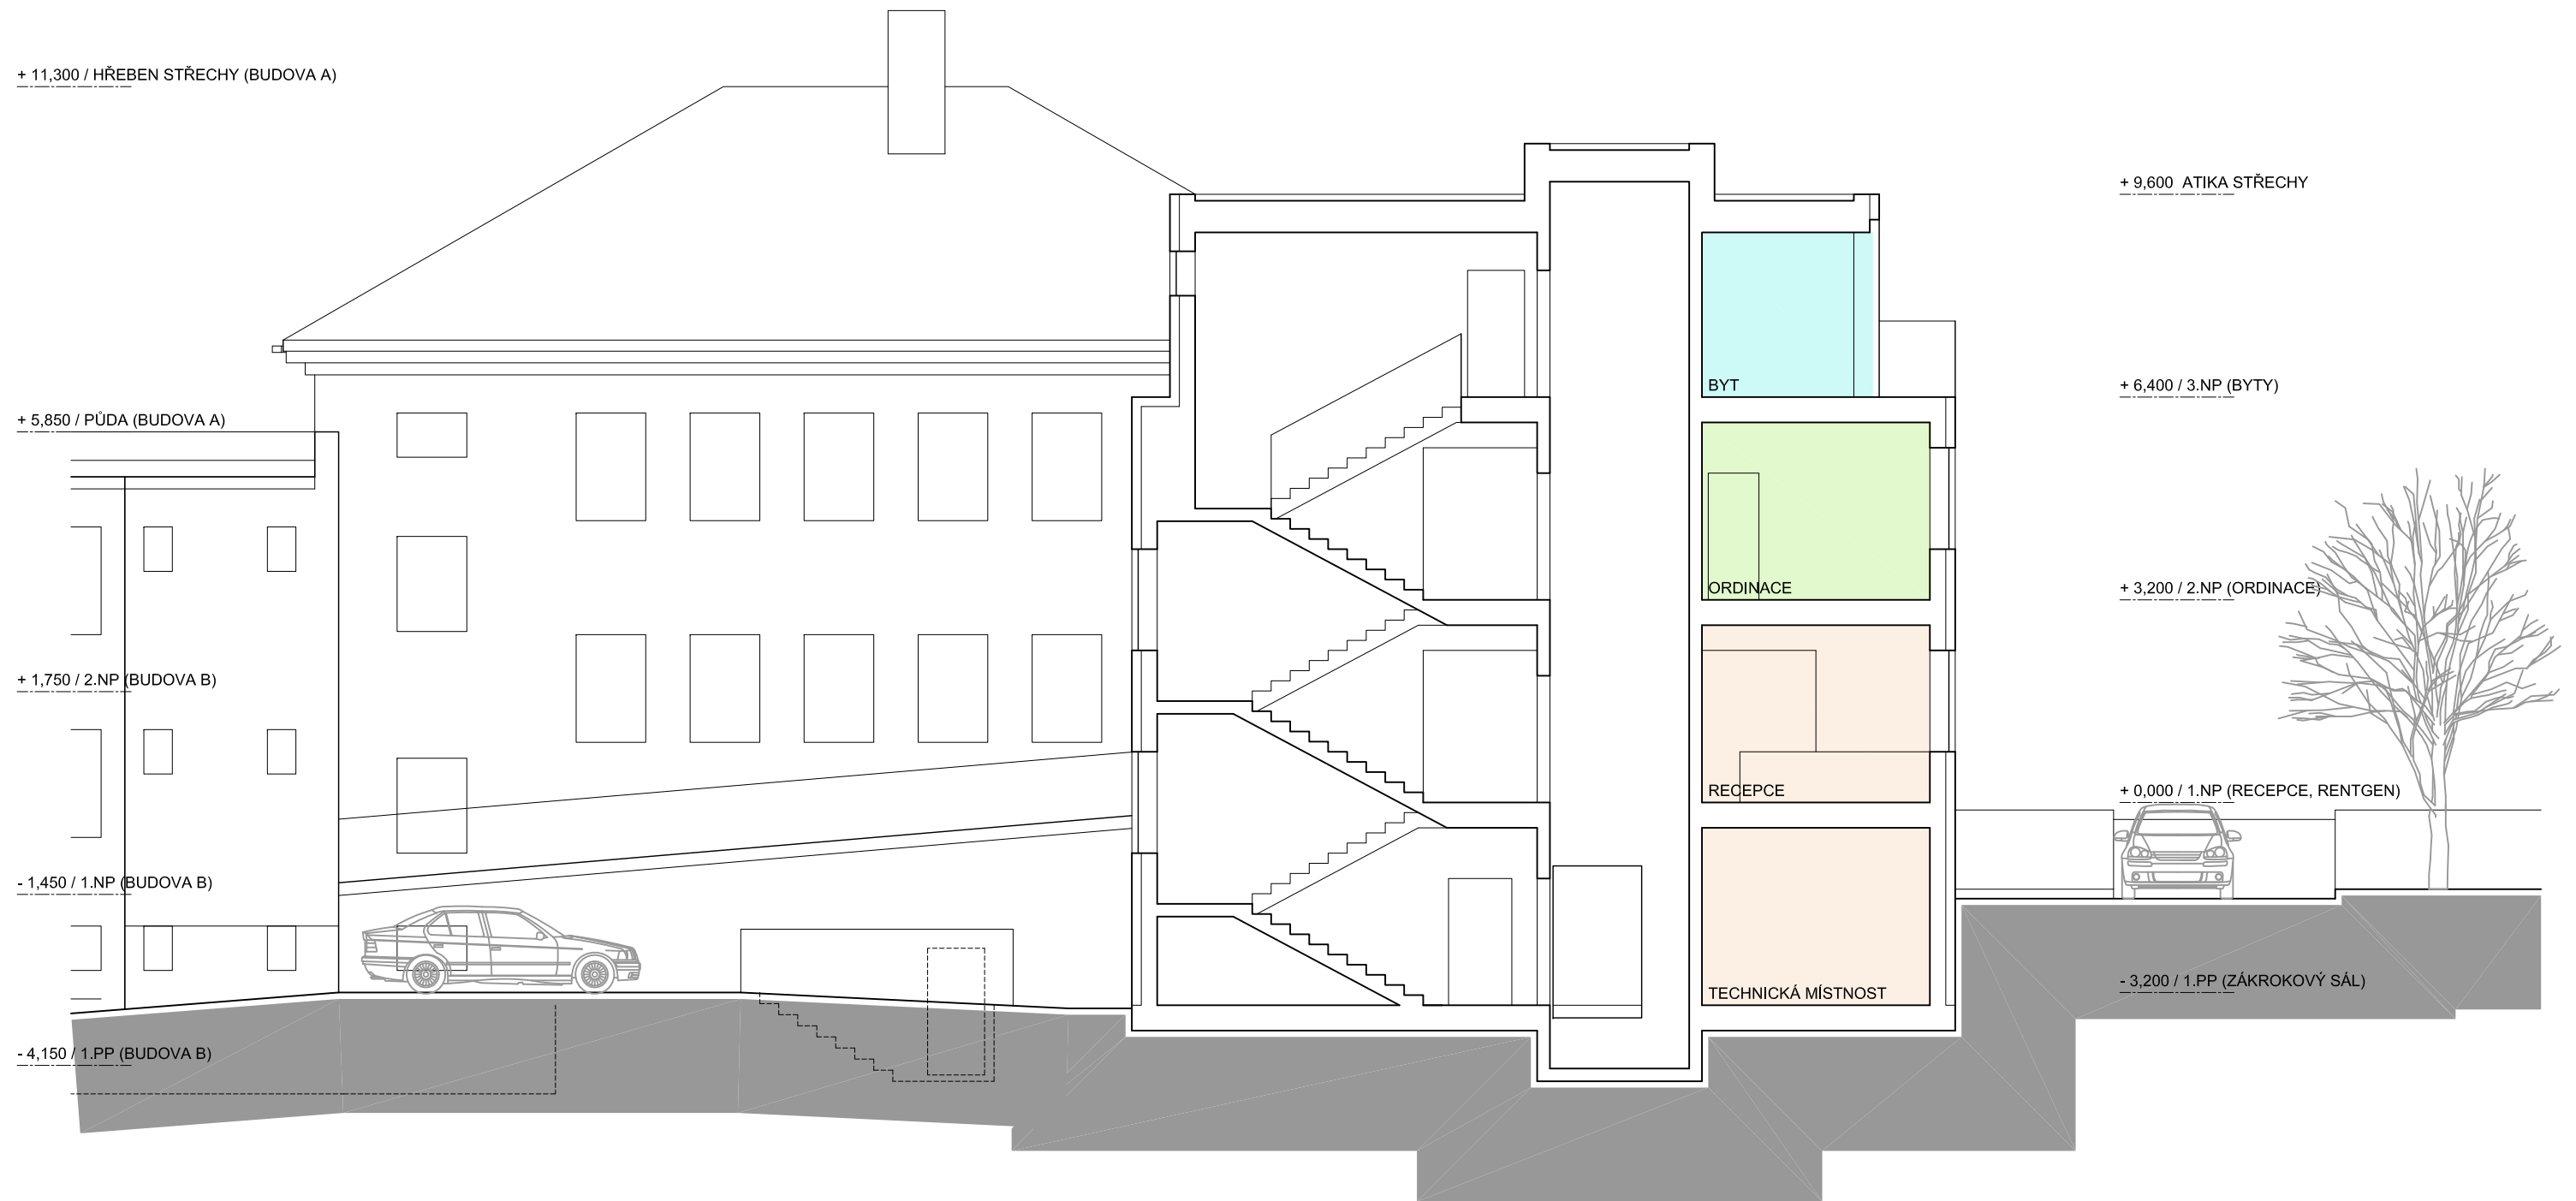 + 11,300 / HŘEBEN STŘECHY (BUDOVA A)
+ 9,600  ATIKA STŘECHY
BYT
+ 6,400 / 3.NP (BYTY)
+ 5,850 / PŮDA (BUDOVA A)
ORDINACE
+ 3,200 / 2.NP (ORDINACE)
+ 1,750 / 2.NP (BUDOVA B)
RECEPCE
+ 0,000 / 1.NP (RECEPCE, RENTGEN)
- 1,450 / 1.NP (BUDOVA B)
TECHNICKÁ MÍSTNOST
- 3,200 / 1.PP (ZÁKROKOVÝ SÁL)
- 4,150 / 1.PP (BUDOVA B)